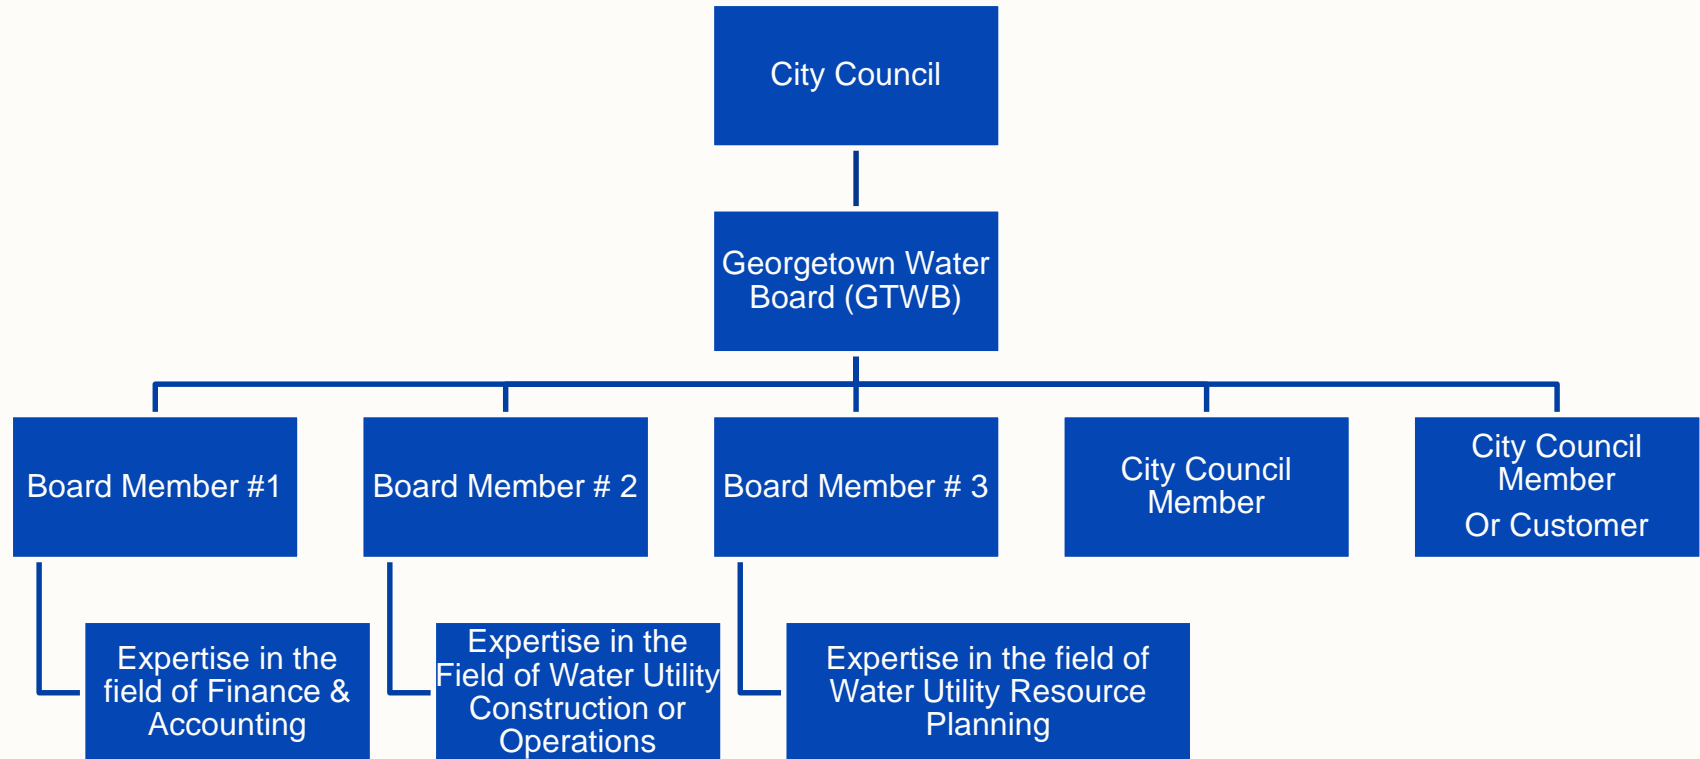 City Council
Georgetown Water
Board (GTWB)
Board Member #1
Board Member # 2
Board Member # 3
City Council
Member
City Council
Member
Or Customer
Expertise in the
field of Finance &
Accounting
Expertise in the
Field of Water Utility
Construction or
Operations
Expertise in the field of
Water Utility Resource
Planning